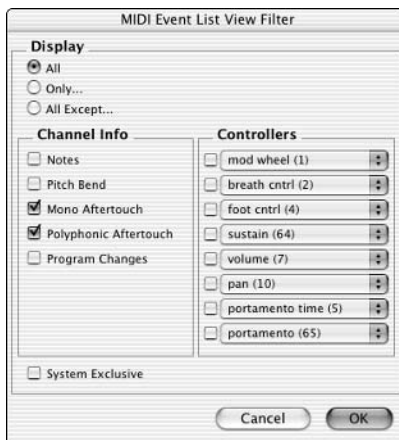 MIDI Event List View Filter
Display
All
Only...
All Except...
Channel Info
Notes
Pitch Bend
Mono Aftertouch
Polyphonic Aftertouch
Program Changes
Controllers
mod wheel (1)
breath cntrl (2)
foot cntrl (4)
sustain (64)
volume (7)
pan (10)
portamento time (5)
portamento (65)
System Exclusive
Cancel
OK